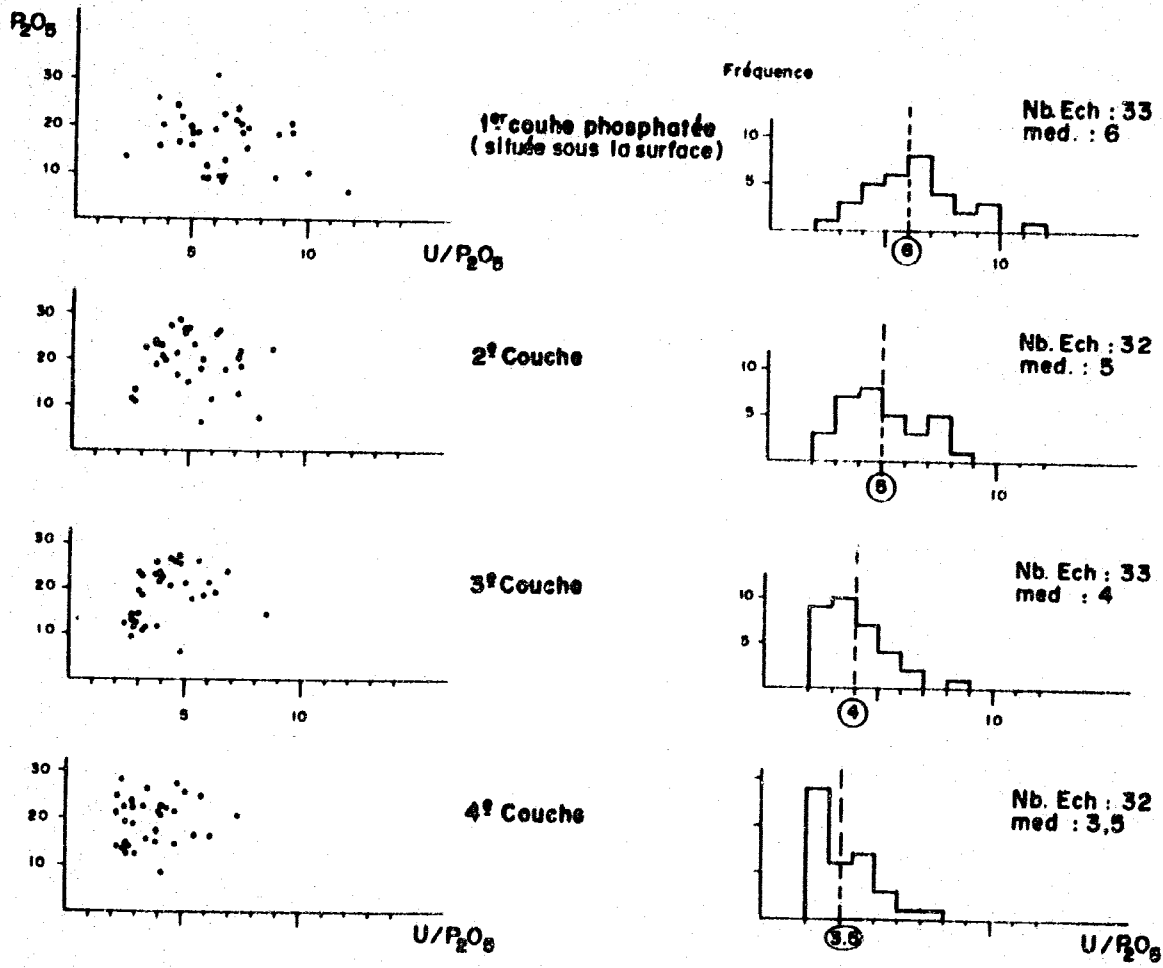 P₂O₅
30
20
10
5
10
U/P₂O₅
1er couhe phosphatée
( située sous la surface)
Fréquence
10
5
6
10
Nb. Ech : 33
med. : 6
30
20
10
5
10
2e Couche
10
5
5
10
Nb. Ech : 32
med. : 5
30
20
10
5
10
3e Couche
10
5
4
10
Nb. Ech : 33
med : 4
30
20
10
U/P₂O₅
4e Couche
3.5
Nb. Ech : 32
med : 3,5
U/P₂O₅